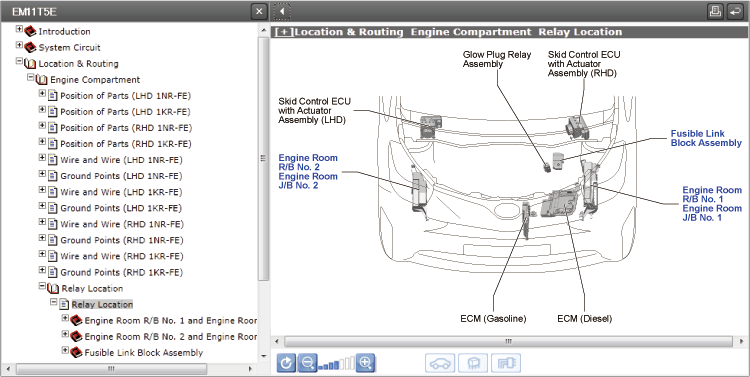 EM11T5E
Introduction
System Circuit
Location & Routing
Engine Compartment
Position of Parts (LHD 1NR-FE)
Position of Parts (LHD 1KR-FE)
Position of Parts (RHD 1NR-FE)
Position of Parts (RHD 1KR-FE)
Wire and Wire (LHD 1NR-FE)
Ground Points (LHD 1NR-FE)
Wire and Wire (LHD 1KR-FE)
Ground Points (LHD 1KR-FE)
Wire and Wire (RHD 1NR-FE)
Ground Points (RHD 1NR-FE)
Wire and Wire (RHD 1KR-FE)
Ground Points (RHD 1KR-FE)
Relay Location
Relay Location
Engine Room R/B No. 1 and Engine Roor
Engine Room R/B No. 2 and Engine Roor
Fusible Link Block Assembly
[+]Location & Routing Engine Compartment Relay Location
Glow Plug Relay
Assembly
Skid Control ECU
with Actuator
Assembly (RHD)
Skid Control ECU
with Actuator
Assembly (LHD)
Fusible Link
Block Assembly
Engine Room
R/B No. 2
Engine Room
J/B No. 2
Engine Room
R/B No. 1
Engine Room
J/B No. 1
ECM (Gasoline)
ECM (Diesel)